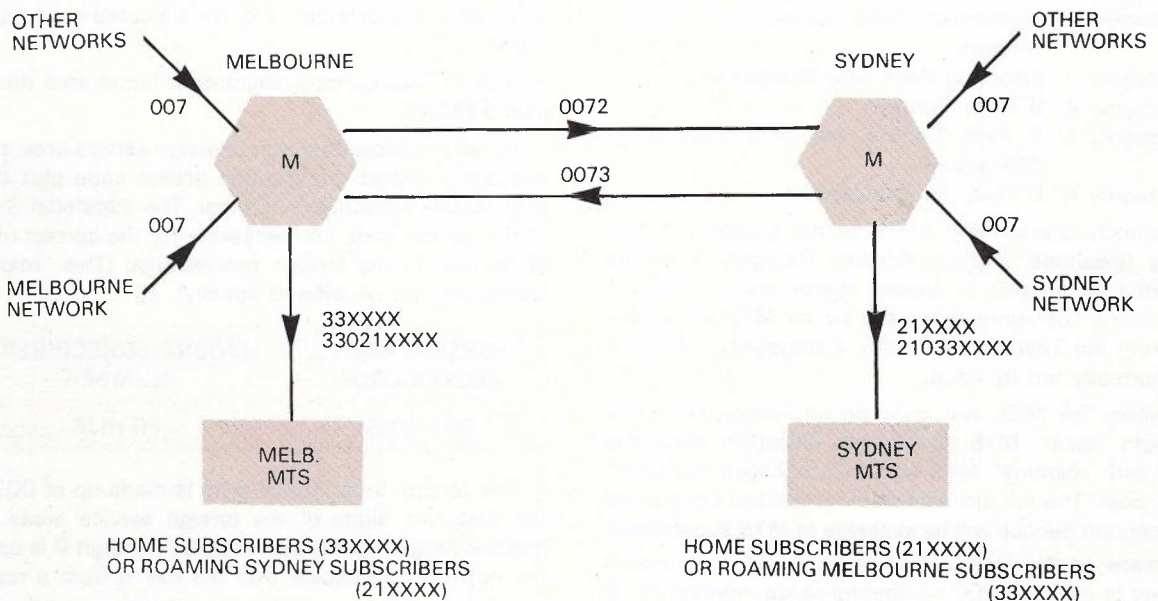 OTHER
NETWORKS
MELBOURNE
SYDNEY
OTHER
NETWORKS
007
0072
007
M
M
0073
007
007
MELBOURNE
NETWORK
SYDNEY
NETWORK
33XXXX
33021XXXX
21XXXX
21033XXXX
MELB.
MTS
SYDNEY
MTS
HOME SUBSCRIBERS (33XXXX)
OR ROAMING SYDNEY SUBSCRIBERS
(21XXXX)
HOME SUBSCRIBERS (21XXXX)
OR ROAMING MELBOURNE SUBSCRIBERS
(33XXXX)